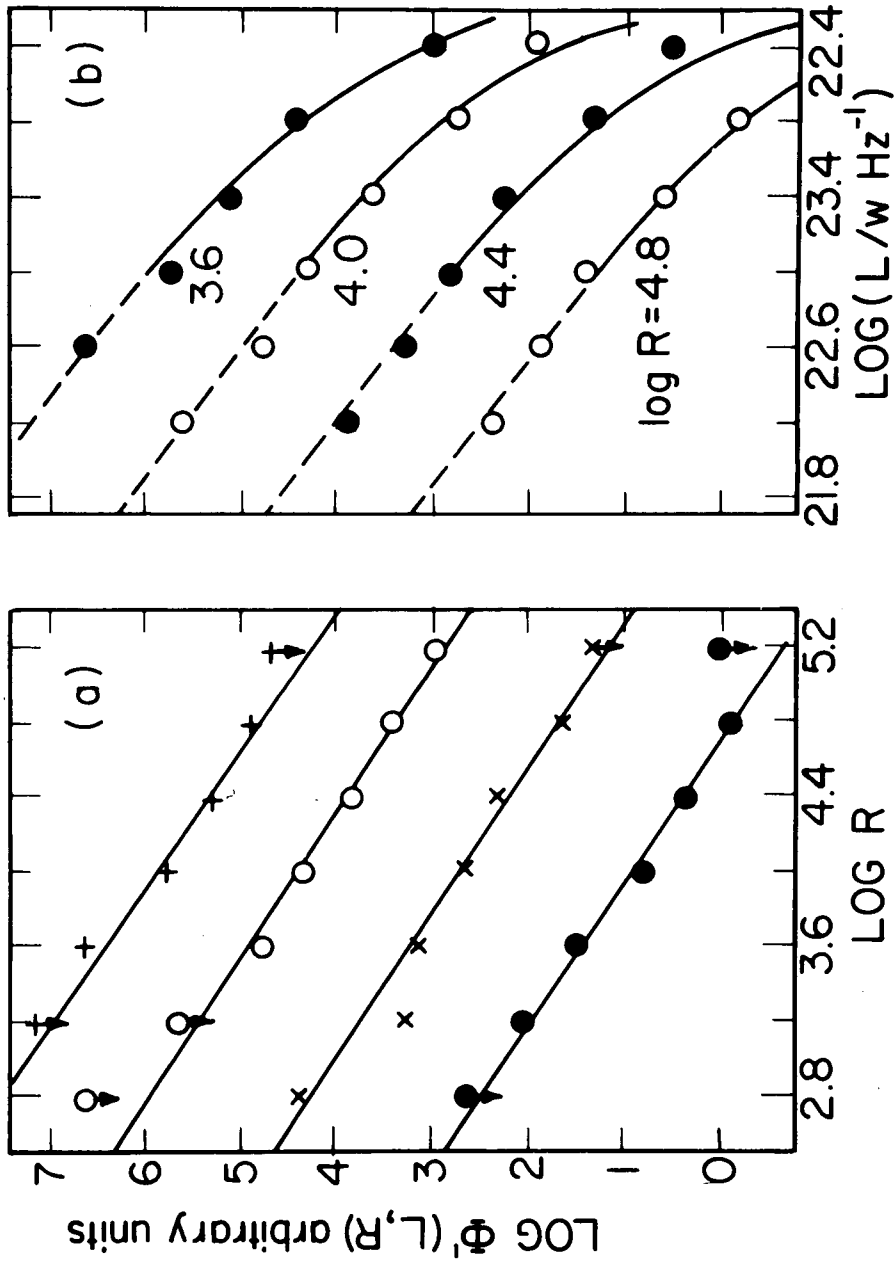 (a)
(b)
LOG Φ'(L,R) arbitrary units
7
6
5
4
3
2
1
0
2.8 3.6 4.4 5.2
LOG R
3.6
4.0
4.4
log R=4.8
21.8 22.6 23.4 22.4
LOG(L/w Hz⁻¹)